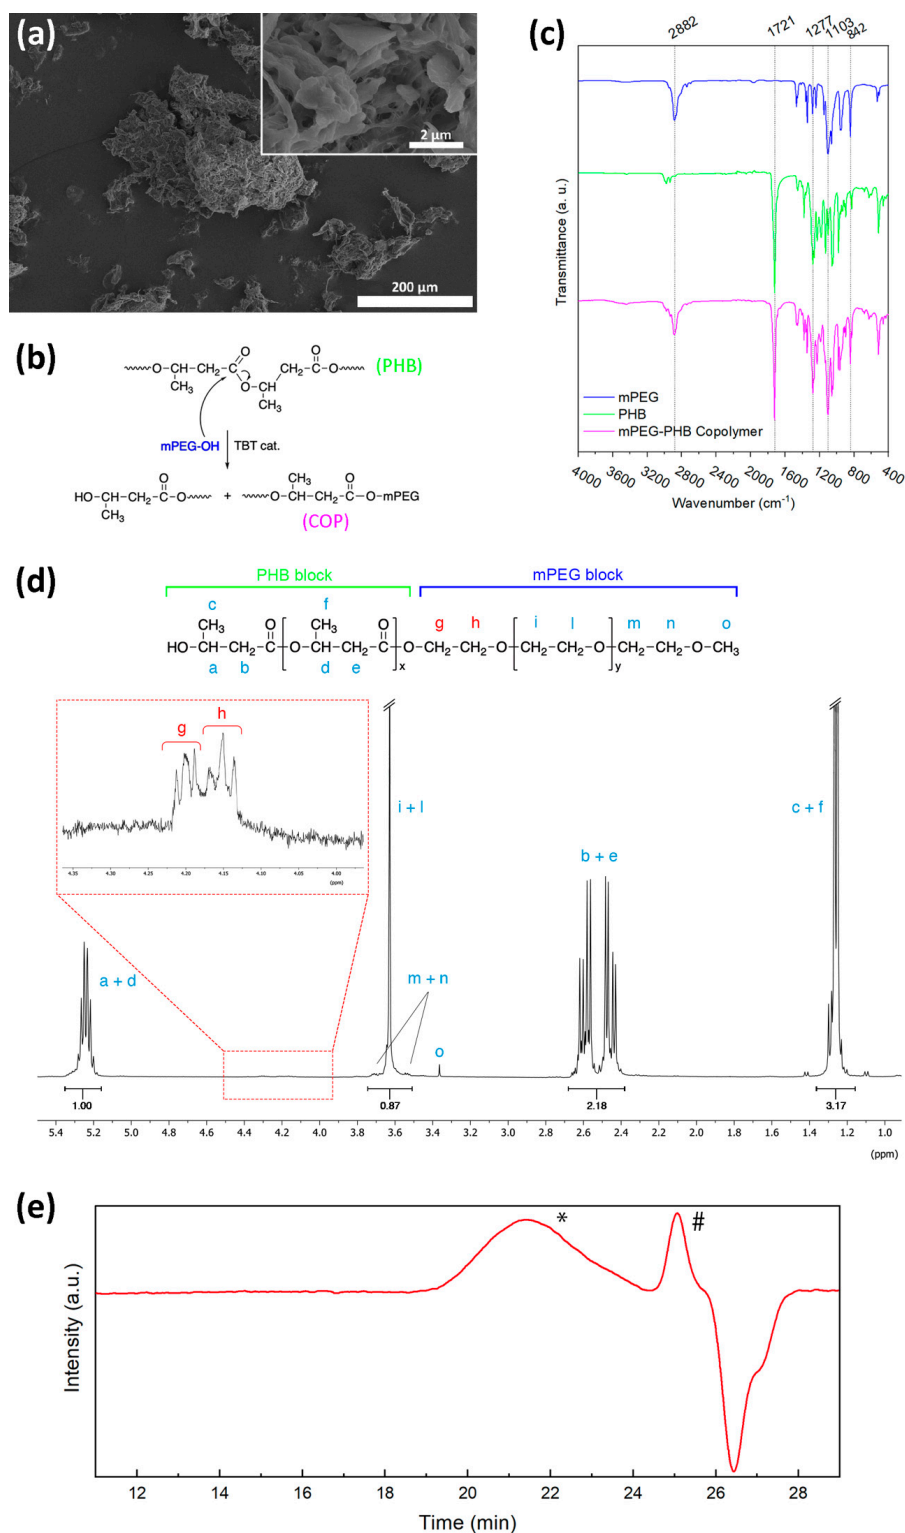 (a)
2 μm
200 μm
(b)
O
CH
CH₂
C
O
O
CH
CH₂
C
O
O
(PHB)
CH₃
CH₃
mPEG-OH
TBT cat.
HO-CH-CH₂-C-O
O
CH₃
+
O-CH-CH₂-C-O-mPEG
CH₃
O
(COP)
(c)
2882
1721
1277
1103
842
Transmittance (a. u.)
mPEG
PHB
mPEG-PHB Copolymer
4000 3600 3200 2800 2400 2000 1600 1200 800 400
Wavenumber (cm⁻¹)
(d)
PHB block
mPEG block
c f
CH₃ O CH₃ O g h i l m n o
HO-CH-CH₂-C-[O-CH-CH₂-C]x-O-CH₂-CH₂-O-[CH₂-CH₂-O]y-CH₂-CH₂-O-CH₃
a b d e
g
h
4.35 4.30 4.25 4.20 4.15 4.10 4.05 4.00
(ppm)
i + l
c + f
b + e
a + d
m + n
o
1.00
0.87
2.18
3.17
5.4 5.2 5.0 4.8 4.6 4.4 4.2 4.0 3.8 3.6 3.4 3.2 3.0 2.8 2.6 2.4 2.2 2.0 1.8 1.6 1.4 1.2 1.0
(ppm)
(e)
*
#
Intensity (a.u.)
12 14 16 18 20 22 24 26 28
Time (min)